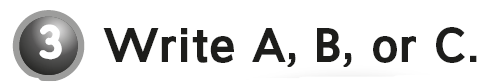 3 Write A, B, or C.